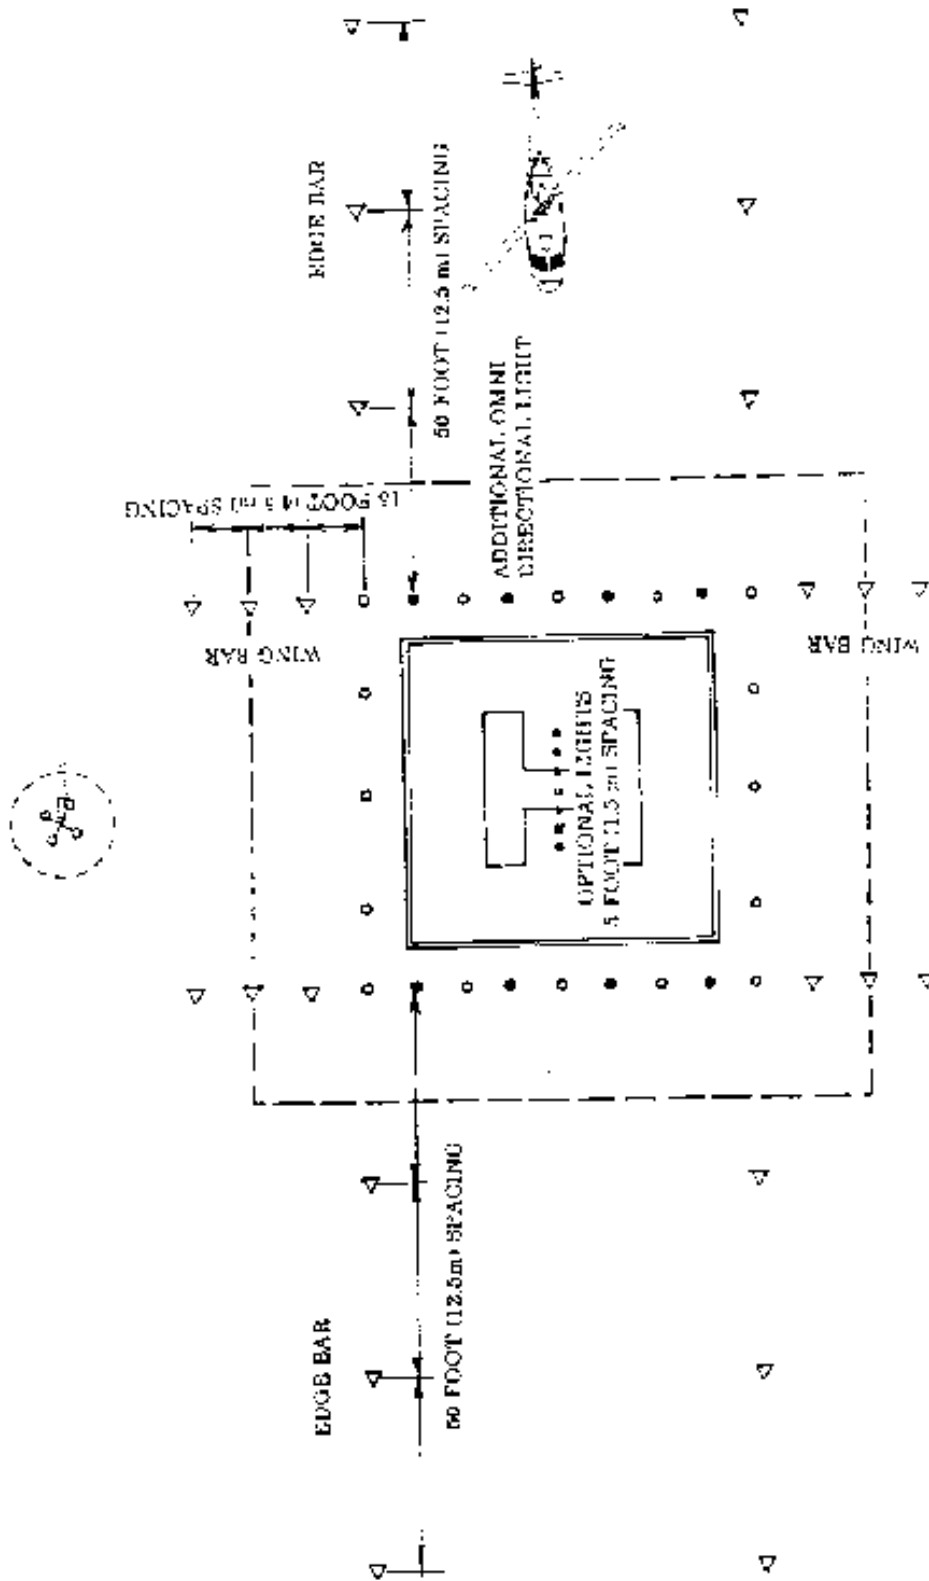 EDGE BAR
50 FOOT (12.5 m) SPACING
15 FOOT (4.5 m) SPACING
ADDITIONAL OMNI
DIRECTIONAL LIGHT
WING BAR
WING BAR
OPTIONAL LIGHTS
5 FOOT (1.5 m) SPACING
EDGE BAR
50 FOOT (12.5m) SPACING